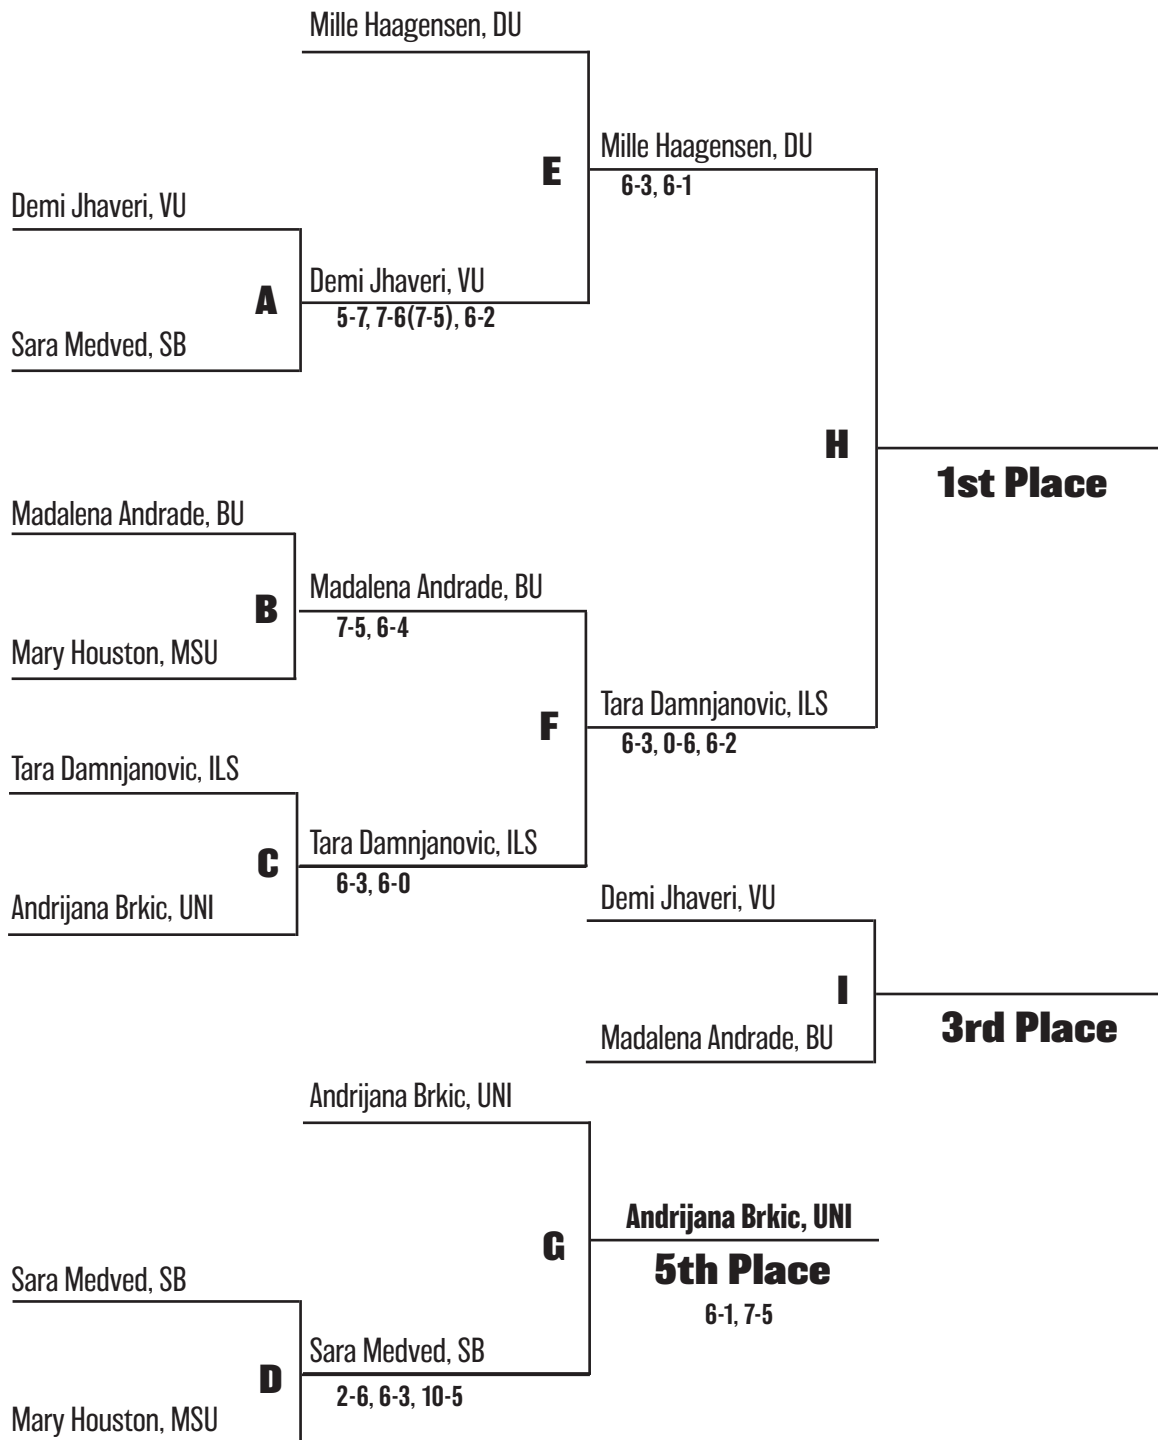 Mille Haagensen, DU
E
Mille Haagensen, DU
6-3, 6-1
Demi Jhaveri, VU
A
Demi Jhaveri, VU
5-7, 7-6(7-5), 6-2
Sara Medved, SB
H
1st Place
Madalena Andrade, BU
B
Madalena Andrade, BU
7-5, 6-4
Mary Houston, MSU
F
Tara Damnjanovic, ILS
6-3, 0-6, 6-2
Tara Damnjanovic, ILS
C
Tara Damnjanovic, ILS
6-3, 6-0
Andrijana Brkic, UNI
Demi Jhaveri, VU
I
3rd Place
Madalena Andrade, BU
Andrijana Brkic, UNI
G
Andrijana Brkic, UNI
5th Place
6-1, 7-5
Sara Medved, SB
D
Sara Medved, SB
2-6, 6-3, 10-5
Mary Houston, MSU